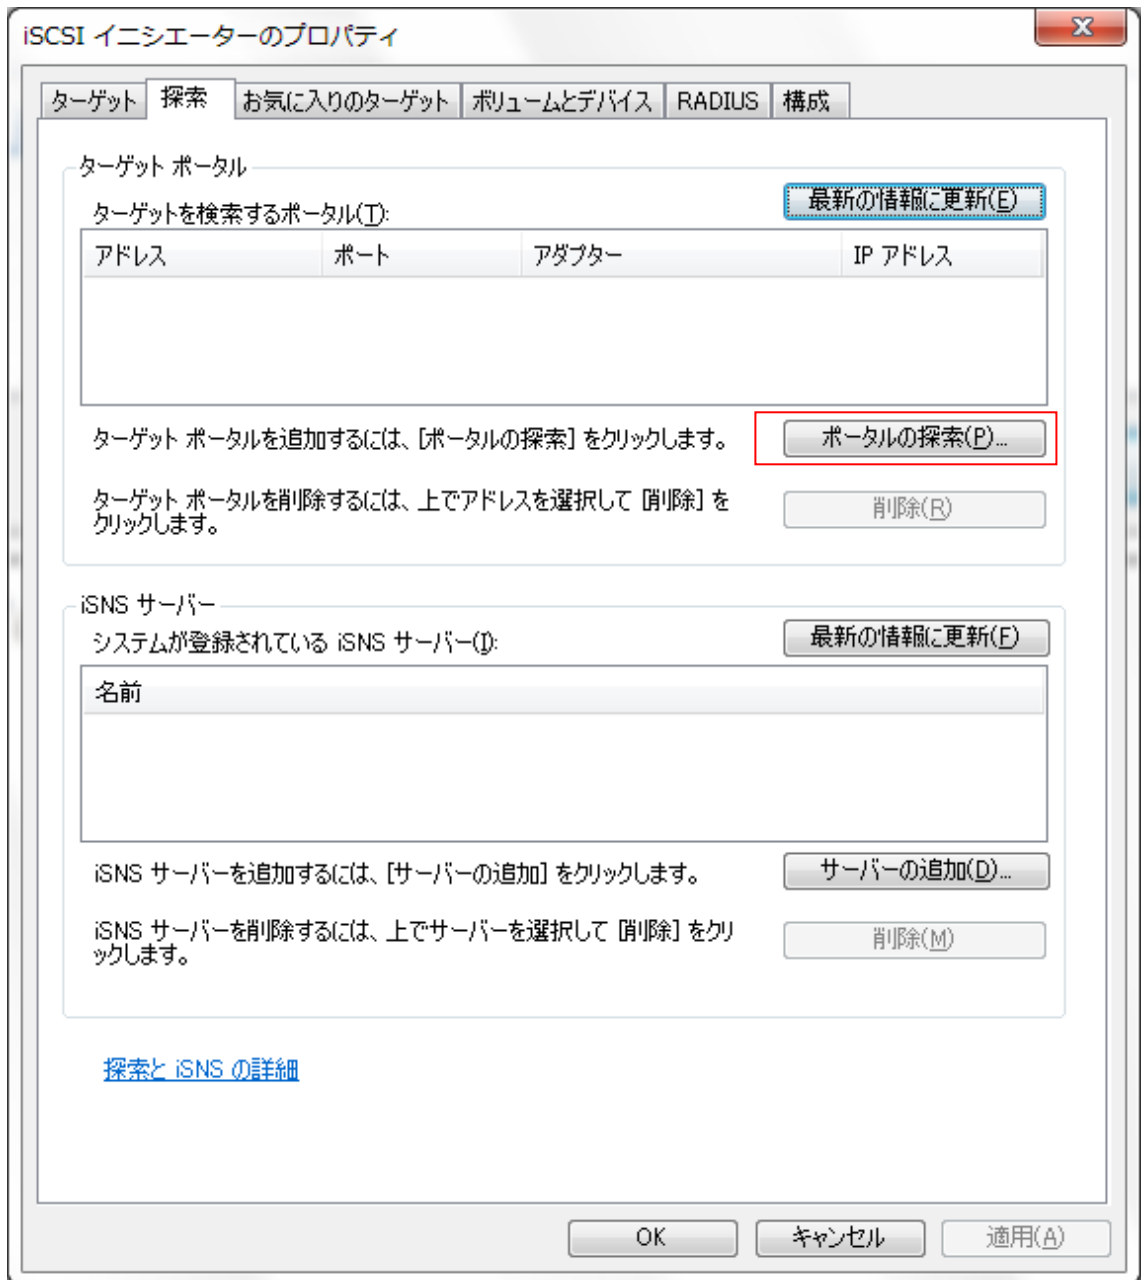 iSCSI イニシエーターのプロパティ
ターゲット 探索 お気に入りのターゲット ボリュームとデバイス RADIUS 構成
ターゲット ポータル
ターゲットを検索するポータル(T):
最新の情報に更新(E)
アドレス ポート アダプター IP アドレス
ターゲット ポータルを追加するには、[ポータルの探索] をクリックします。
ポータルの探索(P)...
ターゲット ポータルを削除するには、上でアドレスを選択して [削除] を
クリックします。
削除(R)
iSNS サーバー
システムが登録されている iSNS サーバー(I):
最新の情報に更新(F)
名前
iSNS サーバーを追加するには、[サーバーの追加] をクリックします。
サーバーの追加(D)...
iSNS サーバーを削除するには、上でサーバーを選択して [削除] をクリ
ックします。
削除(M)
探索と iSNS の詳細
OK キャンセル 適用(A)